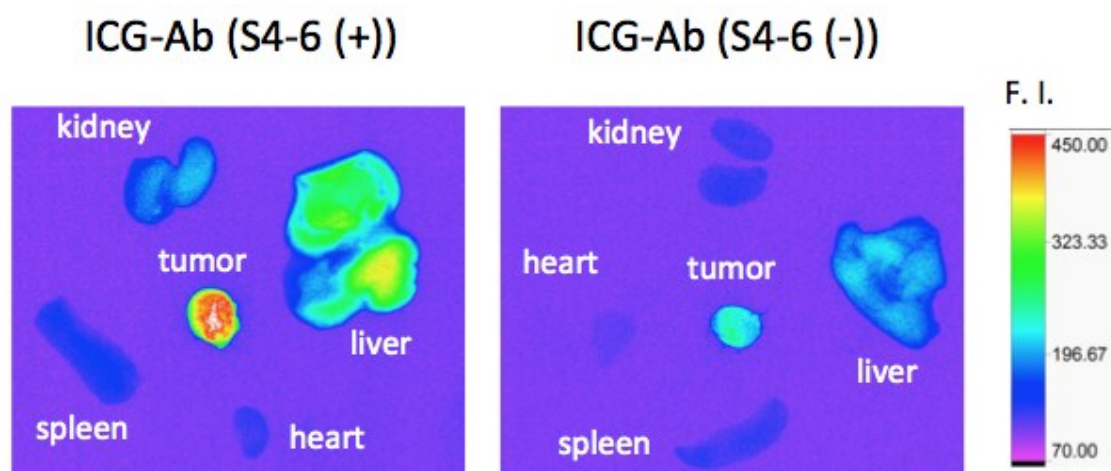 ICG-Ab (S4-6 (+))
ICG-Ab (S4-6 (-))
F. I.
kidney
tumor
liver
spleen
heart
kidney
heart
tumor
liver
spleen
450.00
323.33
196.67
70.00